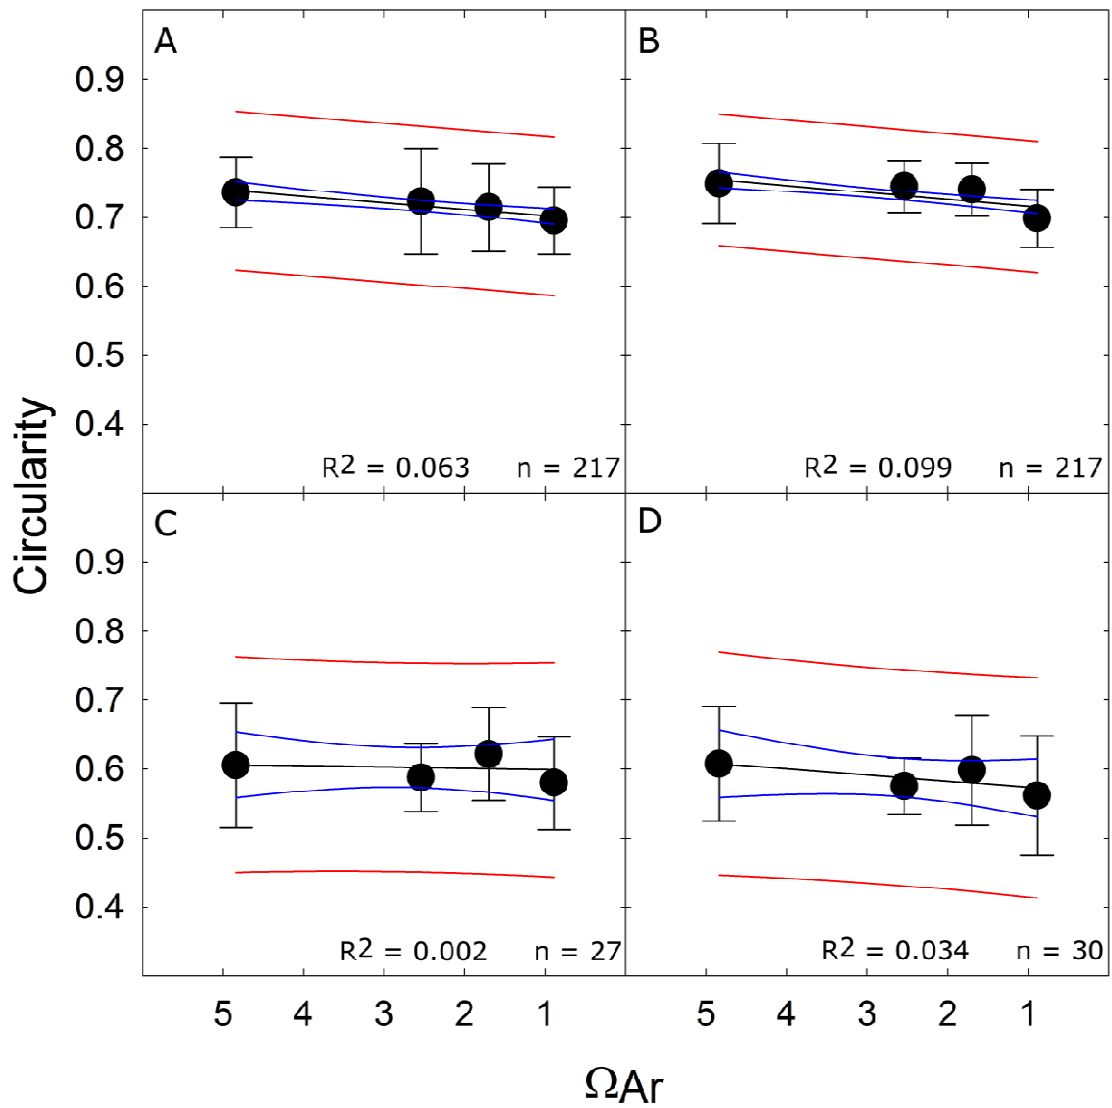 A
B
0.9
0.8
0.7
0.6
0.5
0.4
R2 = 0.063 n = 217
R2 = 0.099 n = 217
Circularity
C
D
0.9
0.8
0.7
0.6
0.5
0.4
R2 = 0.002 n = 27
R2 = 0.034 n = 30
5 4 3 2 1
5 4 3 2 1
ΩAr